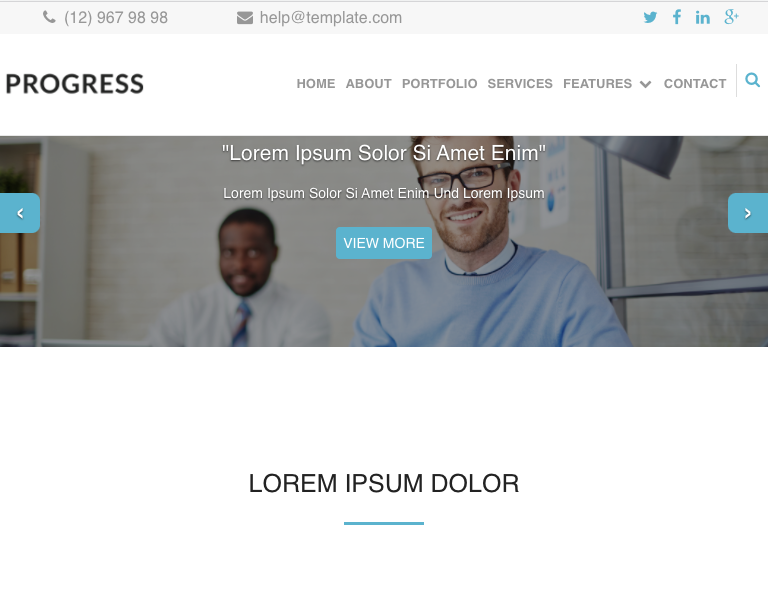 (12) 967 98 98 help@template.com
PROGRESS
HOME ABOUT PORTFOLIO SERVICES FEATURES CONTACT
"Lorem Ipsum Solor Si Amet Enim"
Lorem Ipsum Solor Si Amet Enim Und Lorem Ipsum
VIEW MORE
LOREM IPSUM DOLOR